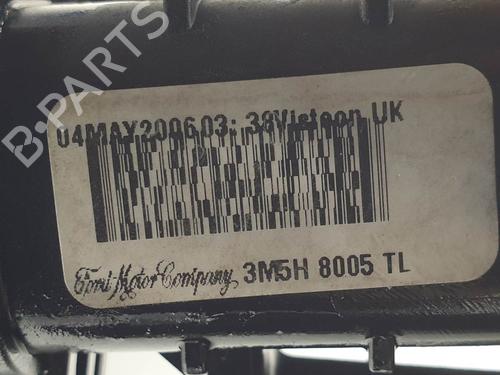 B-PARTS
04MAY2006 03: 38Visteon UK
Ford Motor Company 3M5H 8005 TL